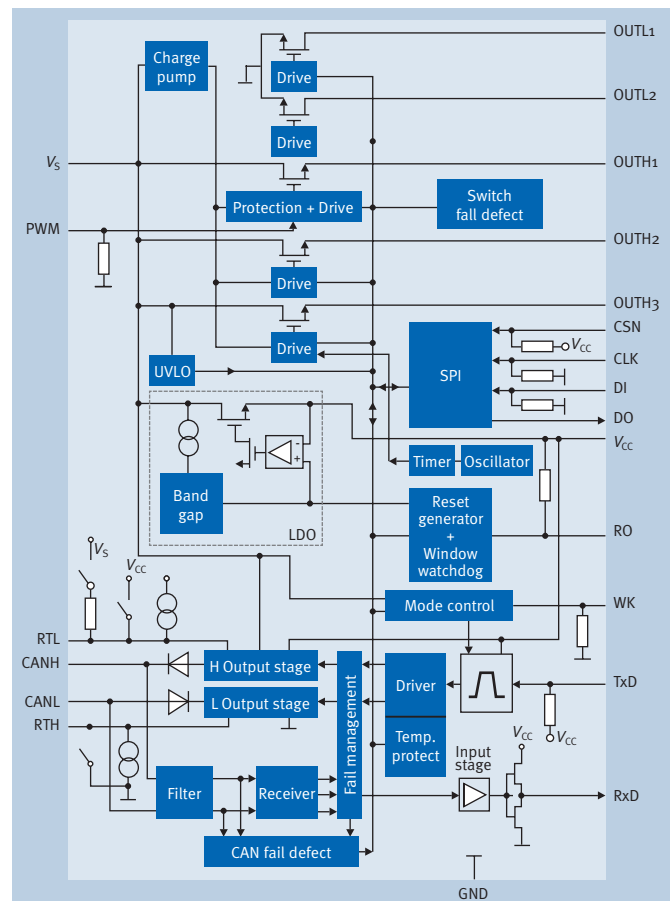 OUTL1
Charge
pump
Drive
OUTL2
Drive
VS
OUTH1
Protection + Drive
Switch
fall defect
PWM
OUTH2
Drive
OUTH3
CSN
VCC
Drive
UVLO
SPI
CLK
DI
DO
VCC
-
+
Timer
Oscillator
Band
gap
LDO
Reset
generator
+
Window
watchdog
RO
VS
VCC
Mode control
WK
RTL
CANH
H Output stage
Driver
TxD
CANL
L Output stage
RTH
Fail management
Temp.
protect
VCC
Input
stage
VCC
Filter
Receiver
RxD
CAN fail defect
GND